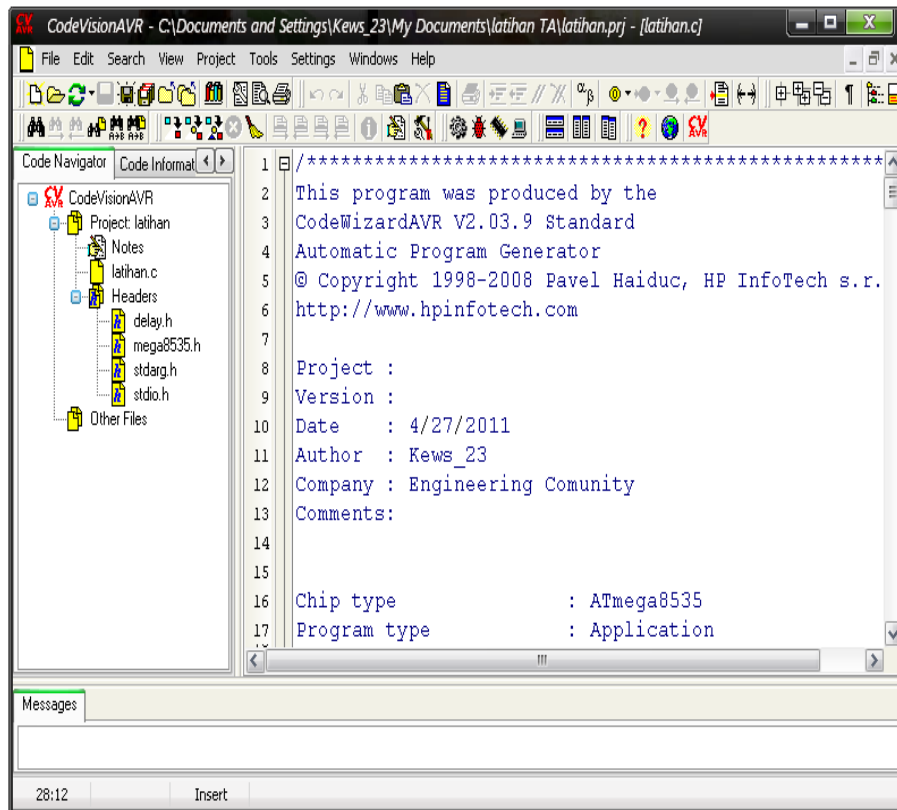 CodeVisionAVR - C:\Documents and Settings\Kews_23\My Documents\latihan TA\latihan.prj - [latihan.c]
File Edit Search View Project Tools Settings Windows Help
Code Navigator Code Informat
CodeVisionAVR
Project: latihan
Notes
latihan.c
Headers
delay.h
mega8535.h
stdarg.h
stdio.h
Other Files
1 /***************************************************
2 This program was produced by the
3 CodeWizardAVR V2.03.9 Standard
4 Automatic Program Generator
5 © Copyright 1998-2008 Pavel Haiduc, HP InfoTech s.r.
6 http://www.hpinfotech.com
7
8 Project :
9 Version :
10 Date    : 4/27/2011
11 Author  : Kews_23
12 Company : Engineering Comunity
13 Comments:
14
15
16 Chip type               : ATmega8535
17 Program type            : Application
Messages
28:12 Insert